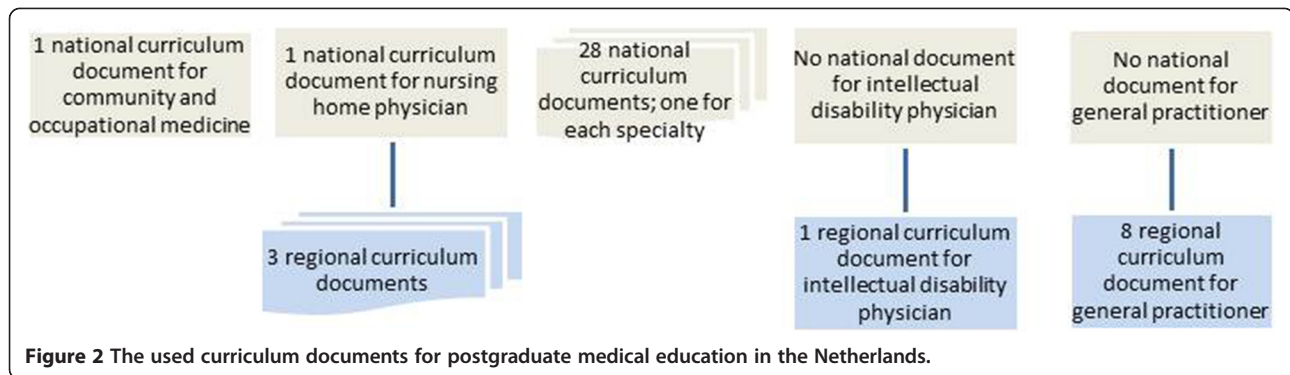 1 national curriculum
document for
community and
occupational medicine
1 national curriculum
document for nursing
home physician
28 national
curriculum
documents; one for
each specialty
No national document
for intellectual
disability physician
No national
document for
general practitioner
3 regional curriculum
documents
1 regional curriculum
document for
intellectual disability
physician
8 regional
curriculum
document for
general practitioner
Figure 2 The used curriculum documents for postgraduate medical education in the Netherlands.